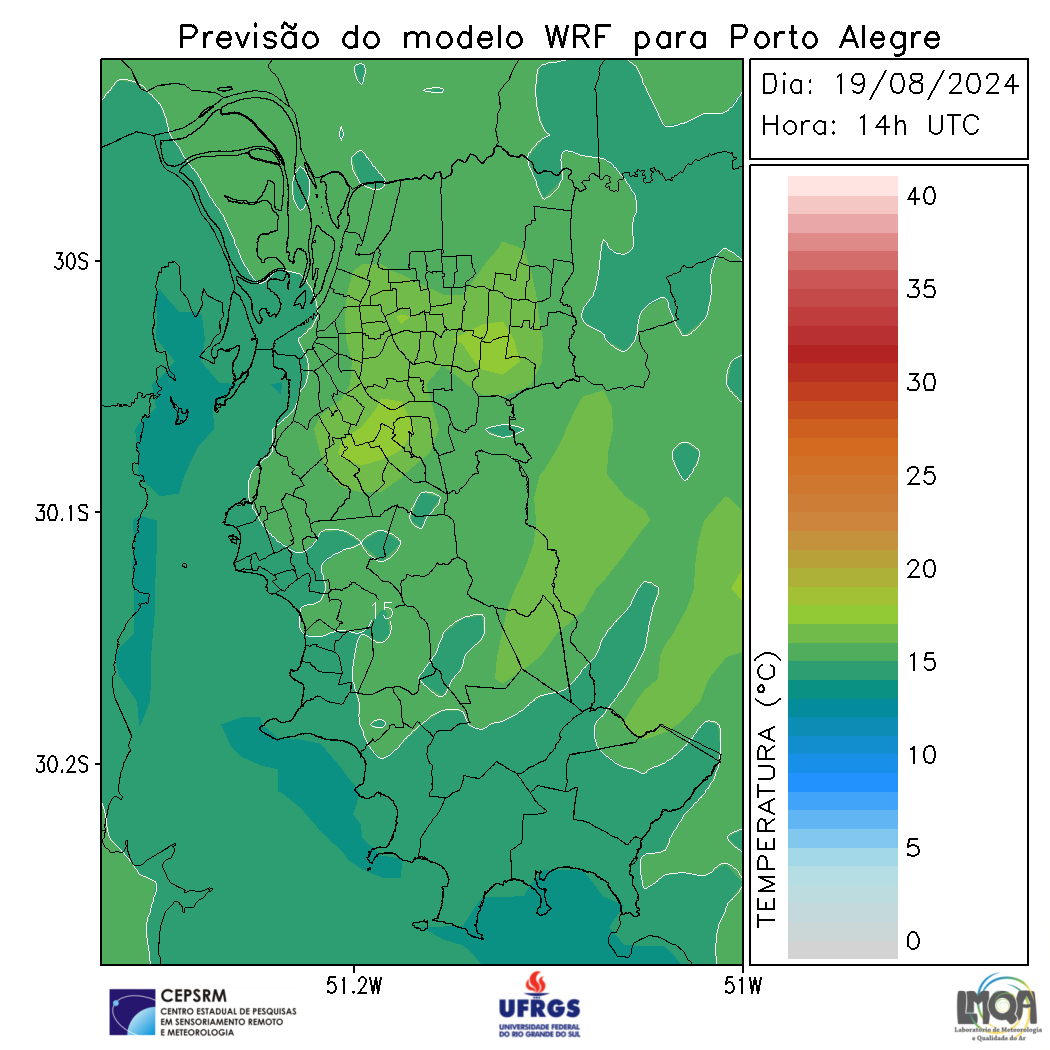 Previsão do modelo WRF para Porto Alegre
Dia: 19/08/2024
Hora: 14h UTC
40
35
30
25
20
15
10
5
0
TEMPERATURA (°C)
30S
30.1S
30.2S
15
51.2W
51W
CEPSRM
CENTRO ESTADUAL DE PESQUISAS
EM SENSORIAMENTO REMOTO
E METEOROLOGIA
UFRGS
UNIVERSIDADE FEDERAL
DO RIO GRANDE DO SUL
LMQA
Laboratório de Meteorologia
e Qualidade do Ar